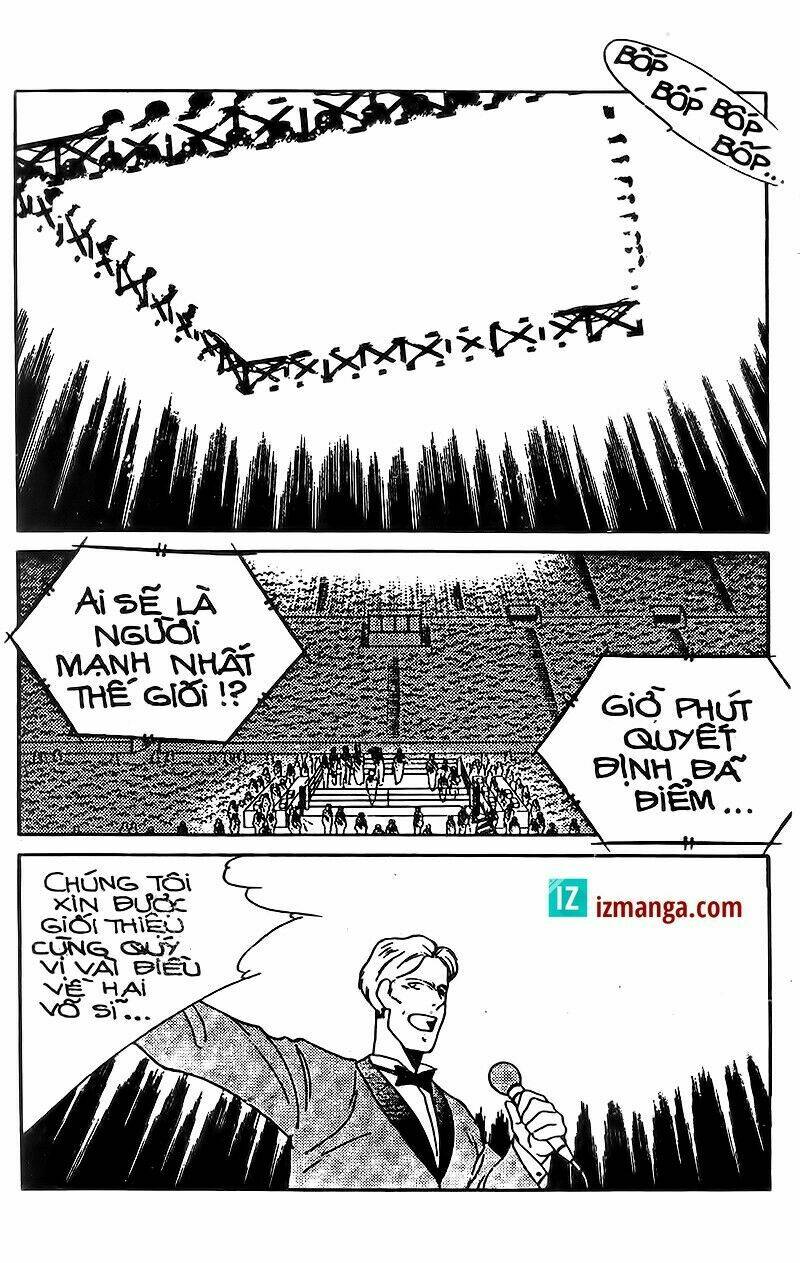 BỐP
BỐP BỐP
BỐP...
AI SẼ LÀ
NGƯỜI
MẠNH NHẤT
THẾ GIỚI !?
GIỜ PHÚT
QUYẾT
ĐỊNH ĐÃ
ĐIỂM ...
CHÚNG TÔI
XIN ĐƯỢC
GIỚI THIỆU
CÙNG QUÝ
VỊ VÀI ĐIỀU
VỀ HAI
VÕ SĨ ...
IZ izmanga.com